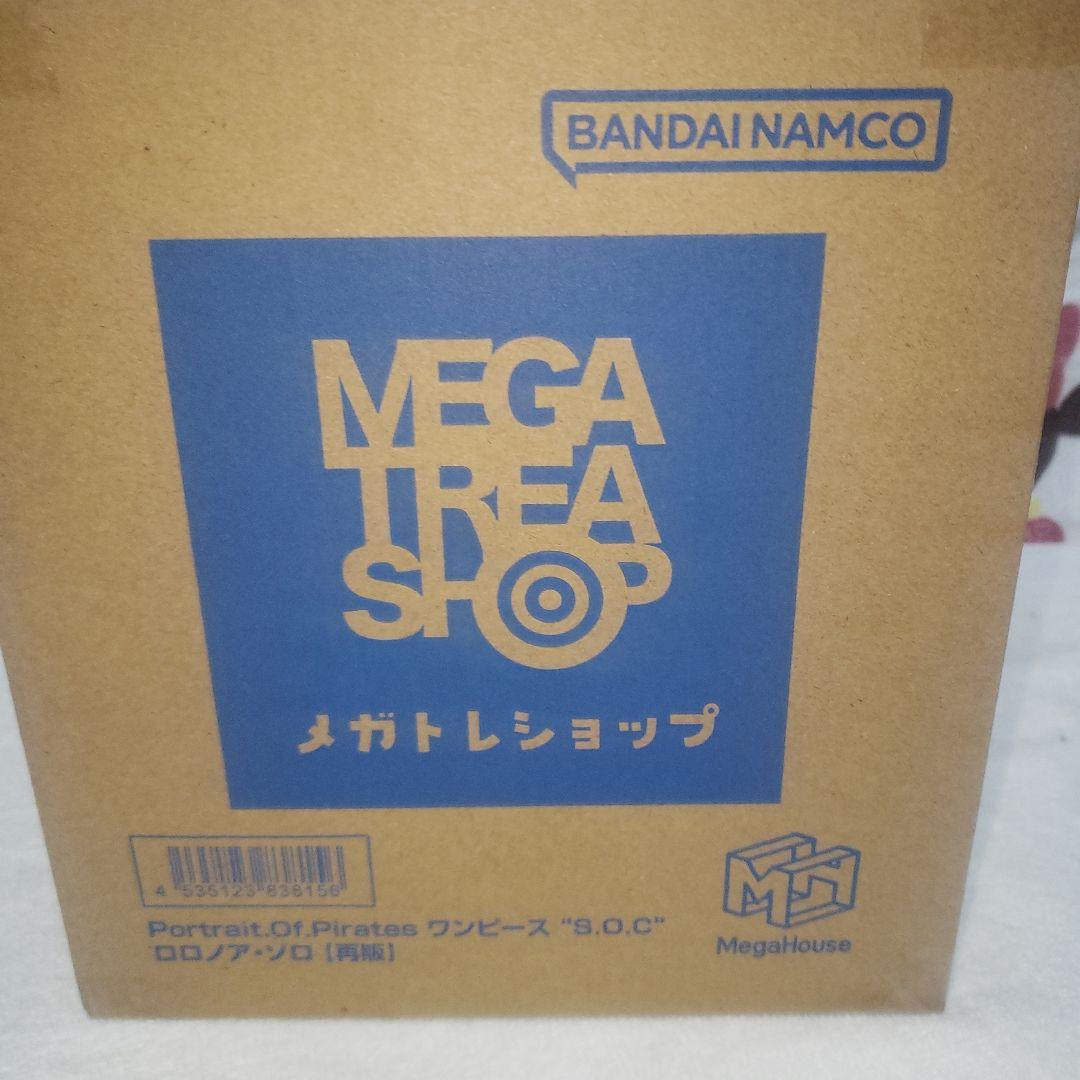 BANDAI NAMCO
MEGA
TREA
SHOP
メガトレショップ
4 535123 838156
Portrait.Of.Pirates ワンピース "S.O.C"
ロロノア・ゾロ【再販】
MH
MegaHouse